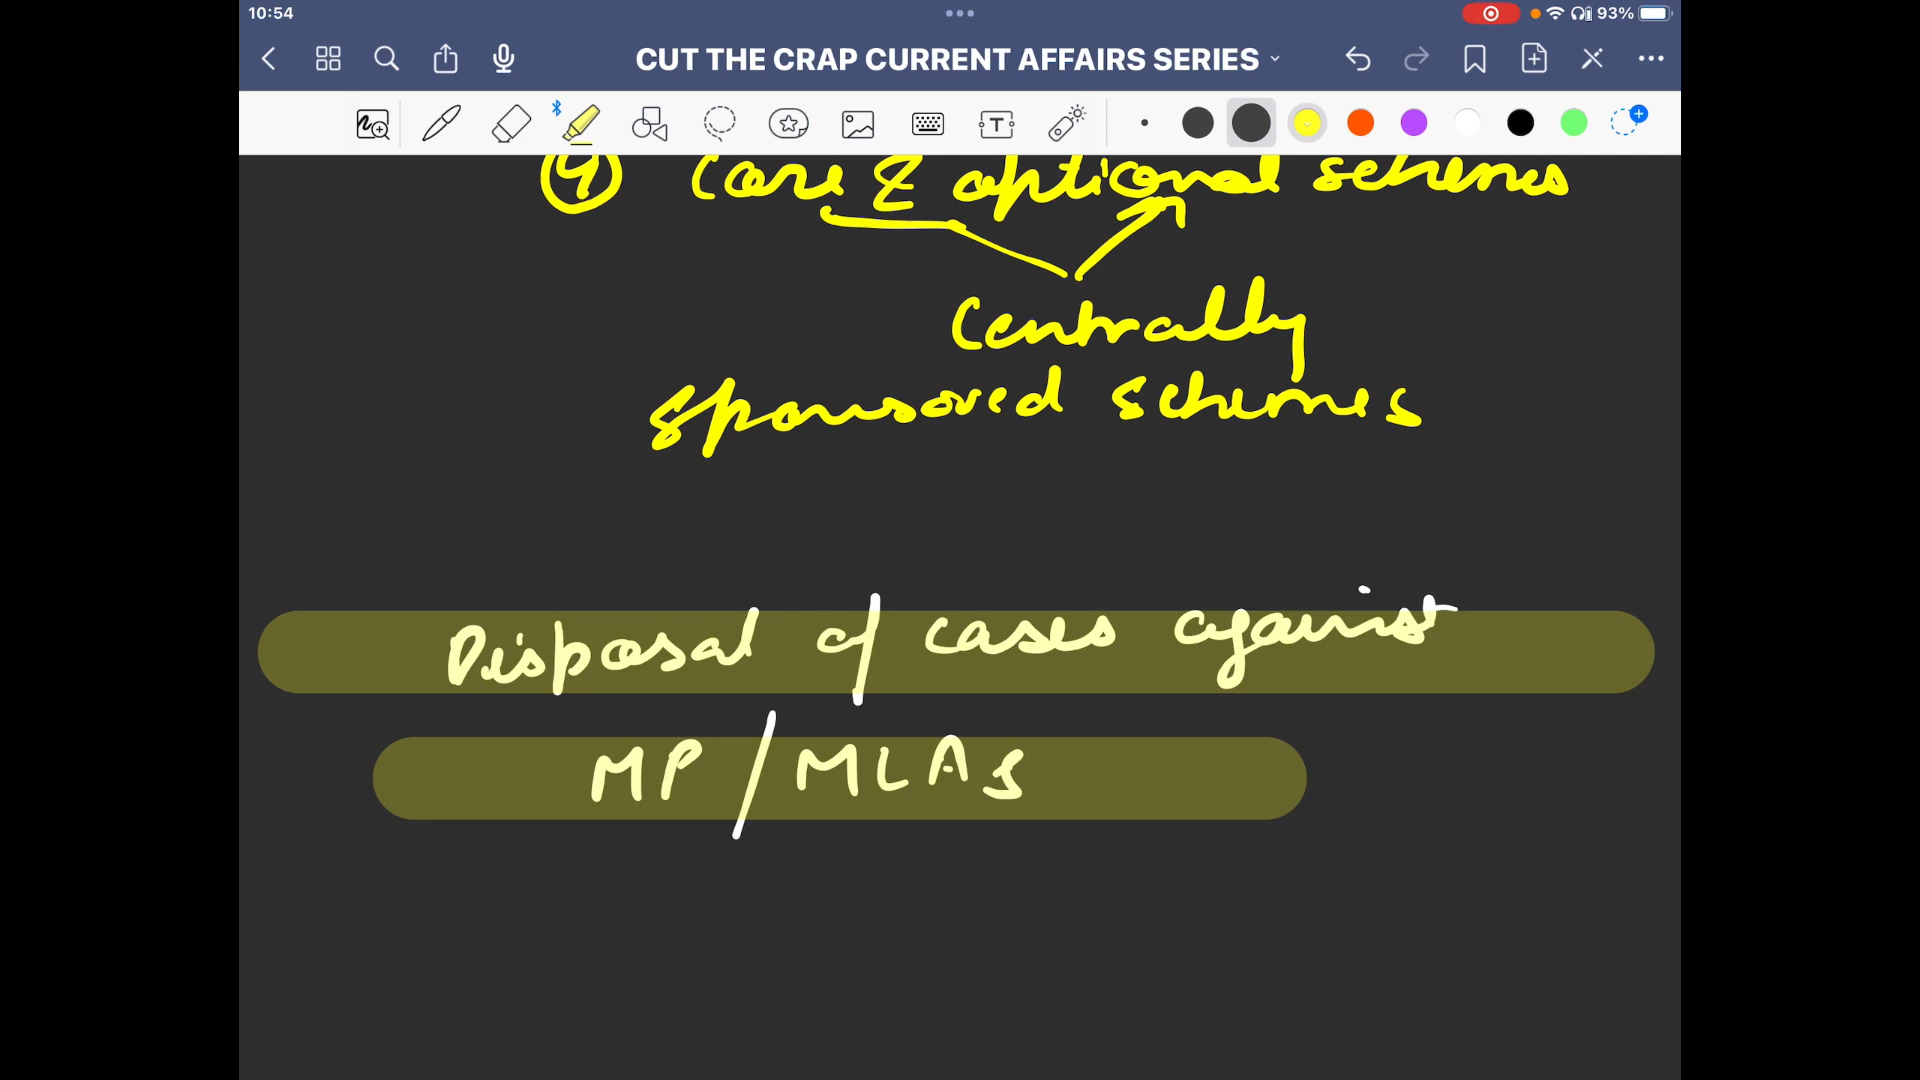 10:54
93%
CUT THE CRAP CURRENT AFFAIRS SERIES
④ Core & optional schemes
Centrally
sponsored schemes
Disposal of cases against
MP/MLAs